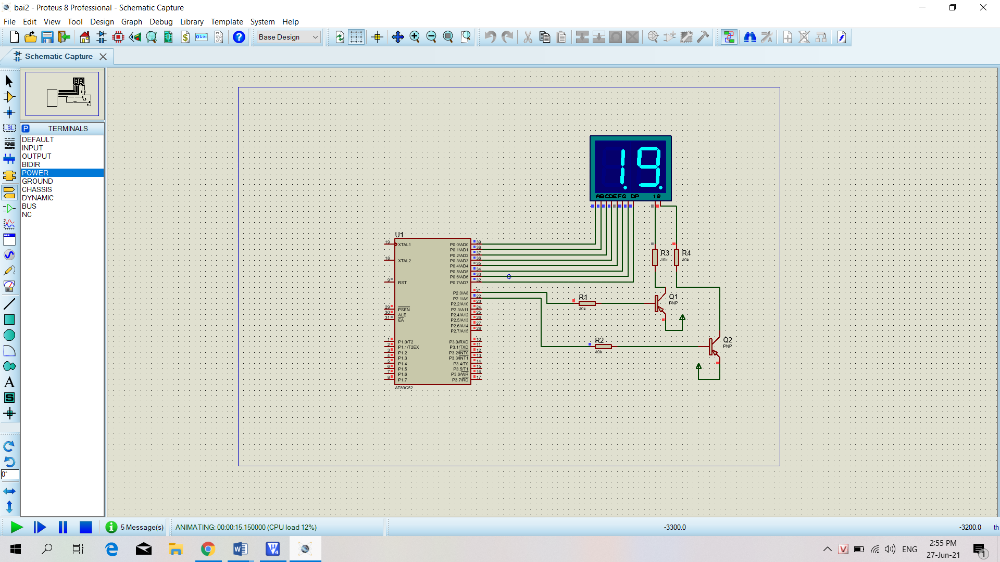 bai2 - Proteus 8 Professional - Schematic Capture
File Edit View Tool Design Graph Debug Library Template System Help
Base Design
Schematic Capture
P TERMINALS
DEFAULT
INPUT
OUTPUT
BIDIR
POWER
GROUND
CHASSIS
DYNAMIC
BUS
NC
LBL
A
S
0°
1.9.
ABCDEFG DP 12
U1
19 XTAL1
18 XTAL2
9 RST
29 PSEN
30 ALE
31 EA
1 P1.0/T2
2 P1.1/T2EX
3 P1.2
4 P1.3
5 P1.4
6 P1.5
7 P1.6
8 P1.7
P0.0/AD0 39
P0.1/AD1 38
P0.2/AD2 37
P0.3/AD3 36
P0.4/AD4 35
P0.5/AD5 34
P0.6/AD6 33
P0.7/AD7 32
P2.0/A8 21
P2.1/A9 22
P2.2/A10 23
P2.3/A11 24
P2.4/A12 25
P2.5/A13 26
P2.6/A14 27
P2.7/A15 28
P3.0/RXD 10
P3.1/TXD 11
P3.2/INT0 12
P3.3/INT1 13
P3.4/T0 14
P3.5/T1 15
P3.6/WR 16
P3.7/RD 17
AT89C52
R3
10k
R4
10k
R1
10k
Q1
PNP
R2
10k
Q2
PNP
5 Message(s)
ANIMATING: 00:00:15.150000 (CPU load 12%)
-3300.0
-3200.0
th
ENG
2:55 PM
27-Jun-21
1